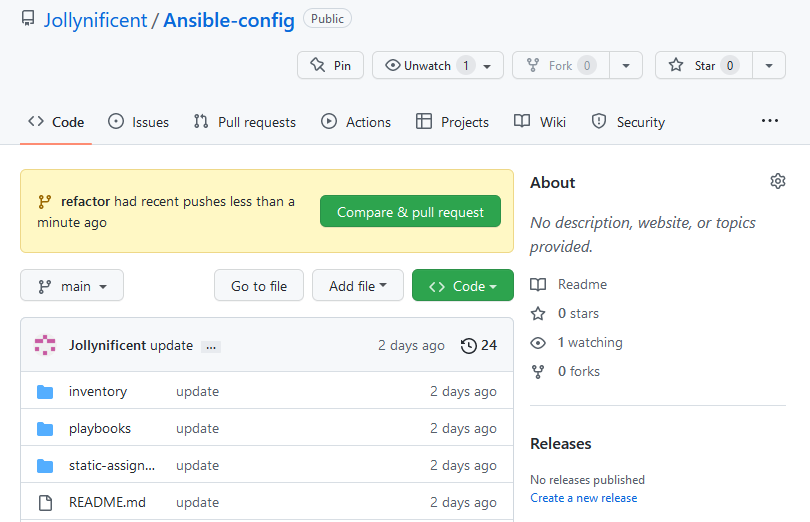 Jollynificent / Ansible-config Public
Pin Unwatch 1 Fork 0 Star 0
Code Issues Pull requests Actions Projects Wiki Security ...
refactor had recent pushes less than a
minute ago
Compare & pull request
main Go to file Add file Code
Jollynificent update ... 2 days ago 24
inventory update 2 days ago
playbooks update 2 days ago
static-assign... update 2 days ago
README.md update 2 days ago
About
No description, website, or topics
provided.
Readme
0 stars
1 watching
0 forks
Releases
No releases published
Create a new release